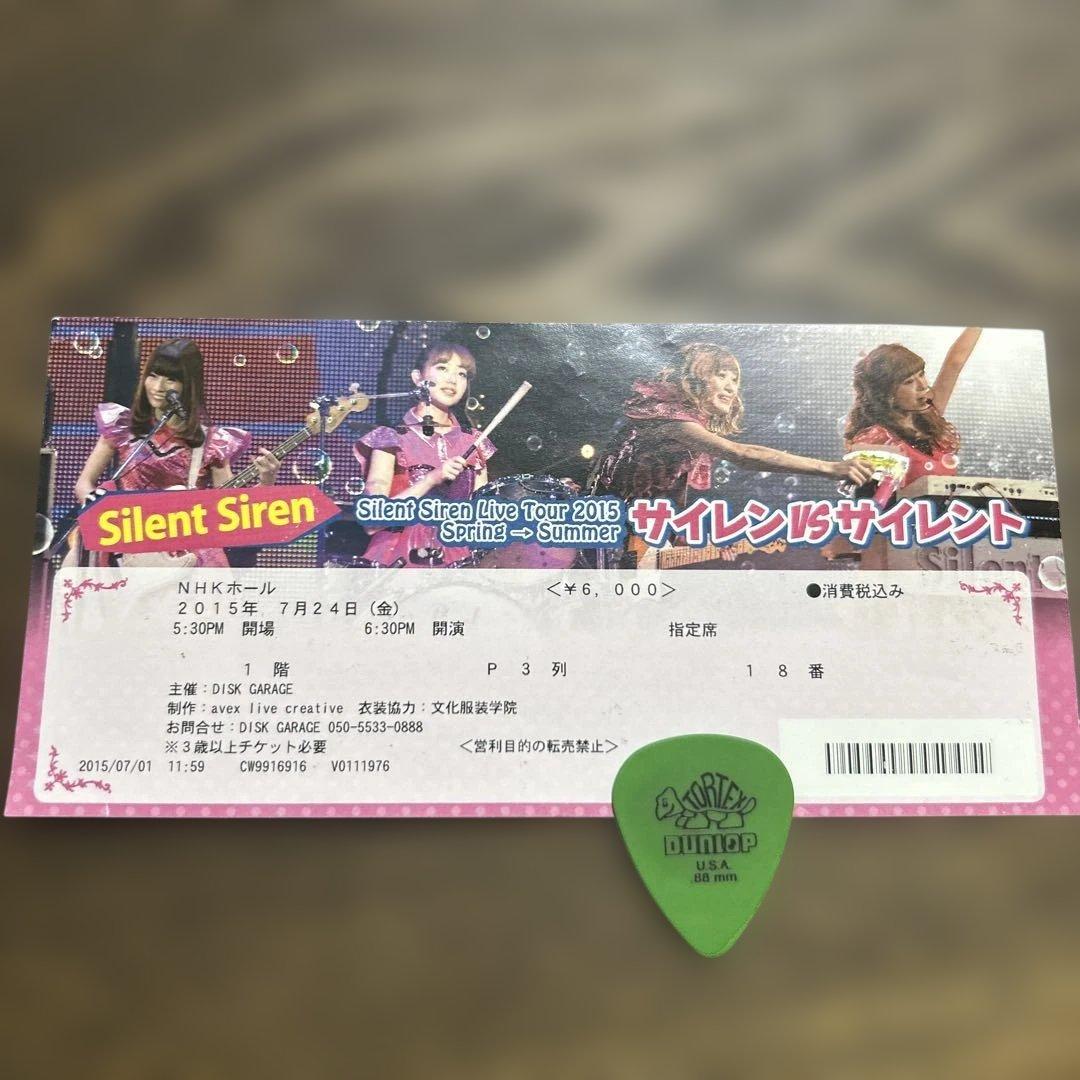 Silent Siren
Silent Siren Live Tour 2015
Spring → Summer
サイレンVSサイレント
NHKホール <￥6,000> ●消費税込み
2015年 7月24日(金)
5:30PM 開場 6:30PM 開演 指定席
1 階 P 3 列 1 8 番
主催:DISK GARAGE
制作:avex live creative 衣装協力:文化服装学院
お問合せ:DISK GARAGE 050-5533-0888
※3歳以上チケット必要 <営利目的の転売禁止>
2015/07/01 11:59 CW9916916 V0111976
TORTEX
DUNLOP
U.S.A.
.88 mm